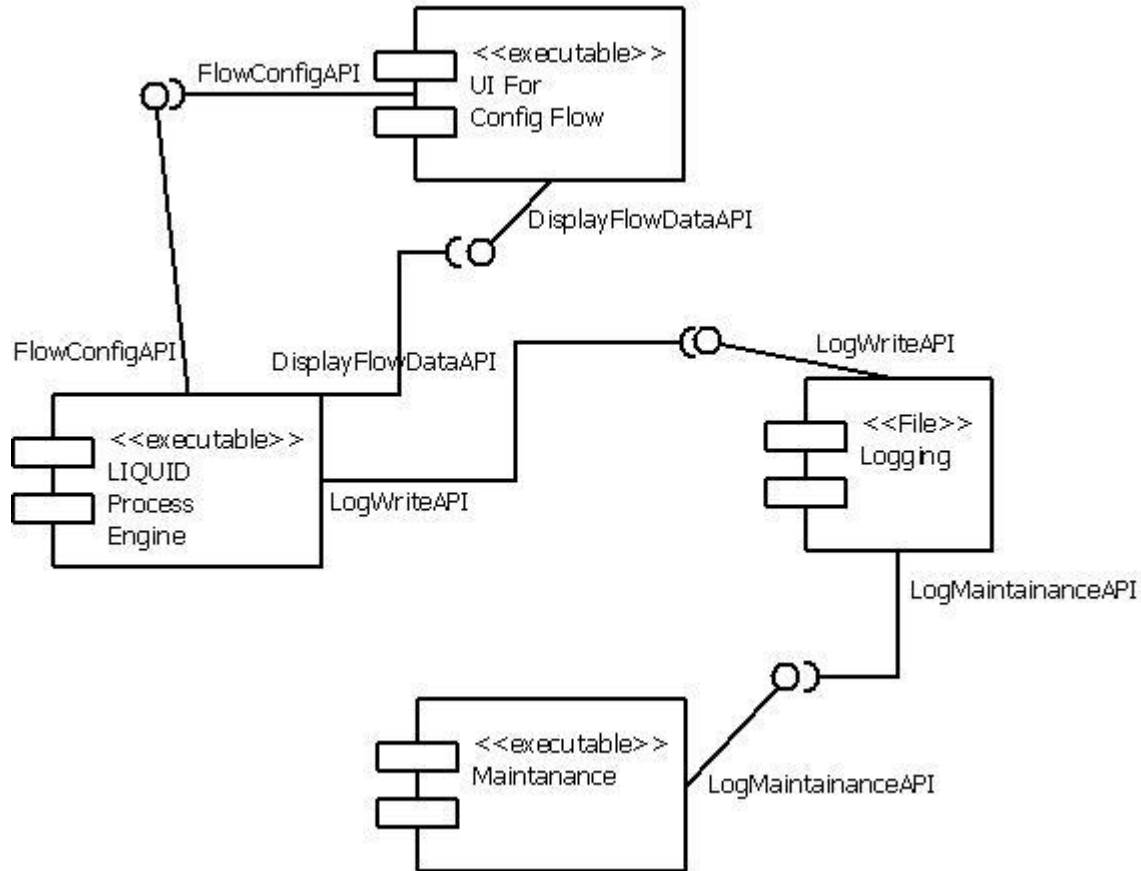 <<executable>>
UI For
Config Flow
FlowConfigAPI
DisplayFlowDataAPI
FlowConfigAPI
DisplayFlowDataAPI
LogWriteAPI
<<executable>>
LIQUID
Process
Engine
LogWriteAPI
<<File>>
Logging
LogMaintainanceAPI
<<executable>>
Maintanance
LogMaintainanceAPI